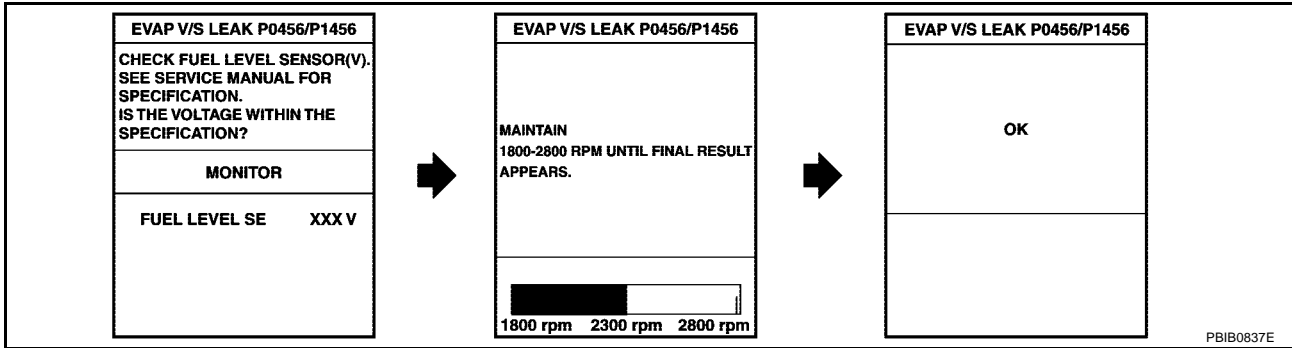 EVAP V/S LEAK P0456/P1456
CHECK FUEL LEVEL SENSOR(V).
SEE SERVICE MANUAL FOR
SPECIFICATION.
IS THE VOLTAGE WITHIN THE
SPECIFICATION?
MONITOR
FUEL LEVEL SE XXX V
EVAP V/S LEAK P0456/P1456
MAINTAIN
1800-2800 RPM UNTIL FINAL RESULT
APPEARS.
1800 rpm 2300 rpm 2800 rpm
EVAP V/S LEAK P0456/P1456
OK
PBIB0837E